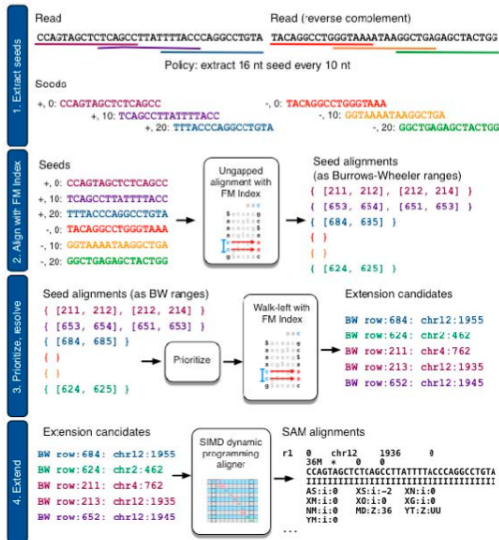 1. Extract seeds
Read
Read (reverse complement)
CCAGTAGCTCTCAGCCTTATTTTACCCAGGCCTGTA
TACAGGCCTGGGTAAAATAAGGCTGAGAGCTACTGG
Policy: extract 16 nt seed every 10 nt
Seeds
+, 0: CCAGTAGCTCTCAGCC
+, 10: TCAGCCTTATTTTACC
+, 20: TTTACCCAGGCCTGTA
-, 0: TACAGGCCTGGGTAAA
-, 10: GGTAAAATAAGGCTGA
-, 20: GGCTGAGAGCTACTGG
2. Align with FM Index
Seeds
+, 0: CCAGTAGCTCTCAGCC
+, 10: TCAGCCTTATTTTACC
+, 20: TTTACCCAGGCCTGTA
-, 0: TACAGGCCTGGGTAAA
-, 10: GGTAAAATAAGGCTGA
-, 20: GGCTGAGAGCTACTGG
Ungapped
alignment with
FM Index
Seed alignments
(as Burrows-Wheeler ranges)
{ [211, 212], [212, 214] }
{ [653, 654], [651, 653] }
{ [684, 685] }
{ }
{ }
{ [624, 625] }
3. Prioritize, resolve
Seed alignments (as BW ranges)
{ [211, 212], [212, 214] }
{ [653, 654], [651, 653] }
{ [684, 685] }
{ }
{ }
{ [624, 625] }
Prioritize
Walk-left with
FM Index
Extension candidates
BW row:684: chr12:1955
BW row:624: chr2:462
BW row:211: chr4:762
BW row:213: chr12:1935
BW row:652: chr12:1945
4. Extend
Extension candidates
BW row:684: chr12:1955
BW row:624: chr2:462
BW row:211: chr4:762
BW row:213: chr12:1935
BW row:652: chr12:1945
SIMD dynamic
programming
aligner
SAM alignments
r1 0 chr12 1936 0
36M * 0 0
CCAGTAGCTCTCAGCCTTATTTTACCCAGGCCTGTA
IIIIIIIIIIIIIIIIIIIIIIIIIIIIIIIIIIII
AS:i:0 XS:i:-2 XN:i:0
XM:i:0 XO:i:0 XG:i:0
NM:i:0 MD:Z:36 YT:Z:UU
YM:i:0
...